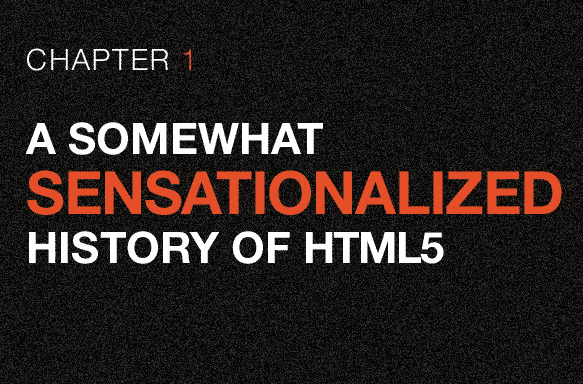 CHAPTER 1
A SOMEWHAT
SENSATIONALIZED
HISTORY OF HTML5